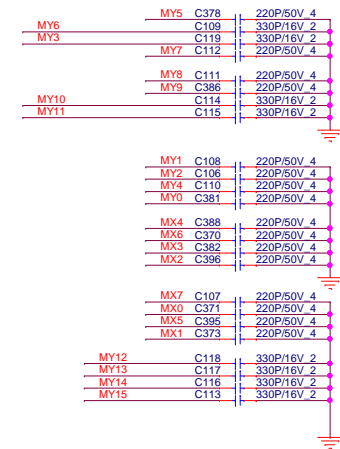 MY5 C378 220P/50V_4
MY6 C109 330P/16V_2
MY3 C119 330P/16V_2
MY7 C112 220P/50V_4
MY8 C111 220P/50V_4
MY9 C386 220P/50V_4
MY10 C114 330P/16V_2
MY11 C115 330P/16V_2
MY1 C108 220P/50V_4
MY2 C106 220P/50V_4
MY4 C110 220P/50V_4
MY0 C381 220P/50V_4
MX4 C388 220P/50V_4
MX6 C370 220P/50V_4
MX3 C382 220P/50V_4
MX2 C396 220P/50V_4
MX7 C107 220P/50V_4
MX0 C371 220P/50V_4
MX5 C395 220P/50V_4
MX1 C373 220P/50V_4
MY12 C118 330P/16V_2
MY13 C117 330P/16V_2
MY14 C116 330P/16V_2
MY15 C113 330P/16V_2